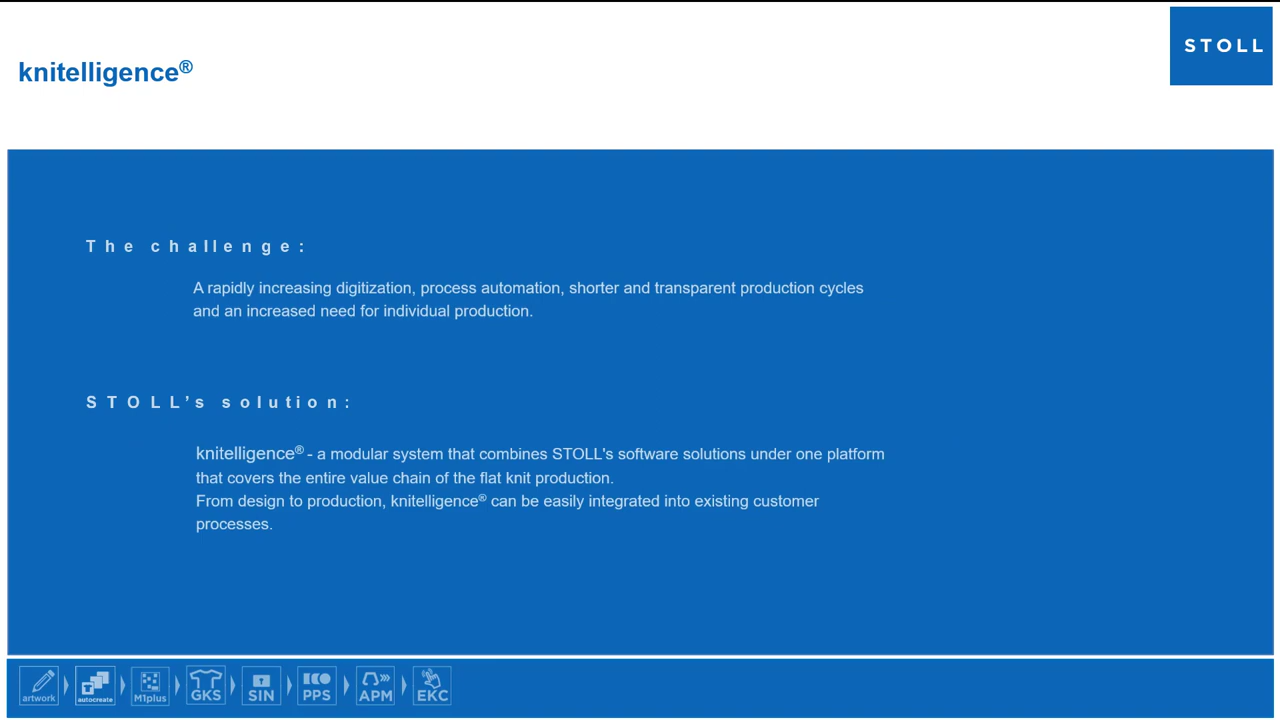 STOLL
knitelligence®
The challenge:
A rapidly increasing digitization, process automation, shorter and transparent production cycles
and an increased need for individual production.
STOLL's solution:
knitelligence® - a modular system that combines STOLL's software solutions under one platform
that covers the entire value chain of the flat knit production.
From design to production, knitelligence® can be easily integrated into existing customer
processes.
artwork autocreate M1plus GKS SIN PPS APM EKC